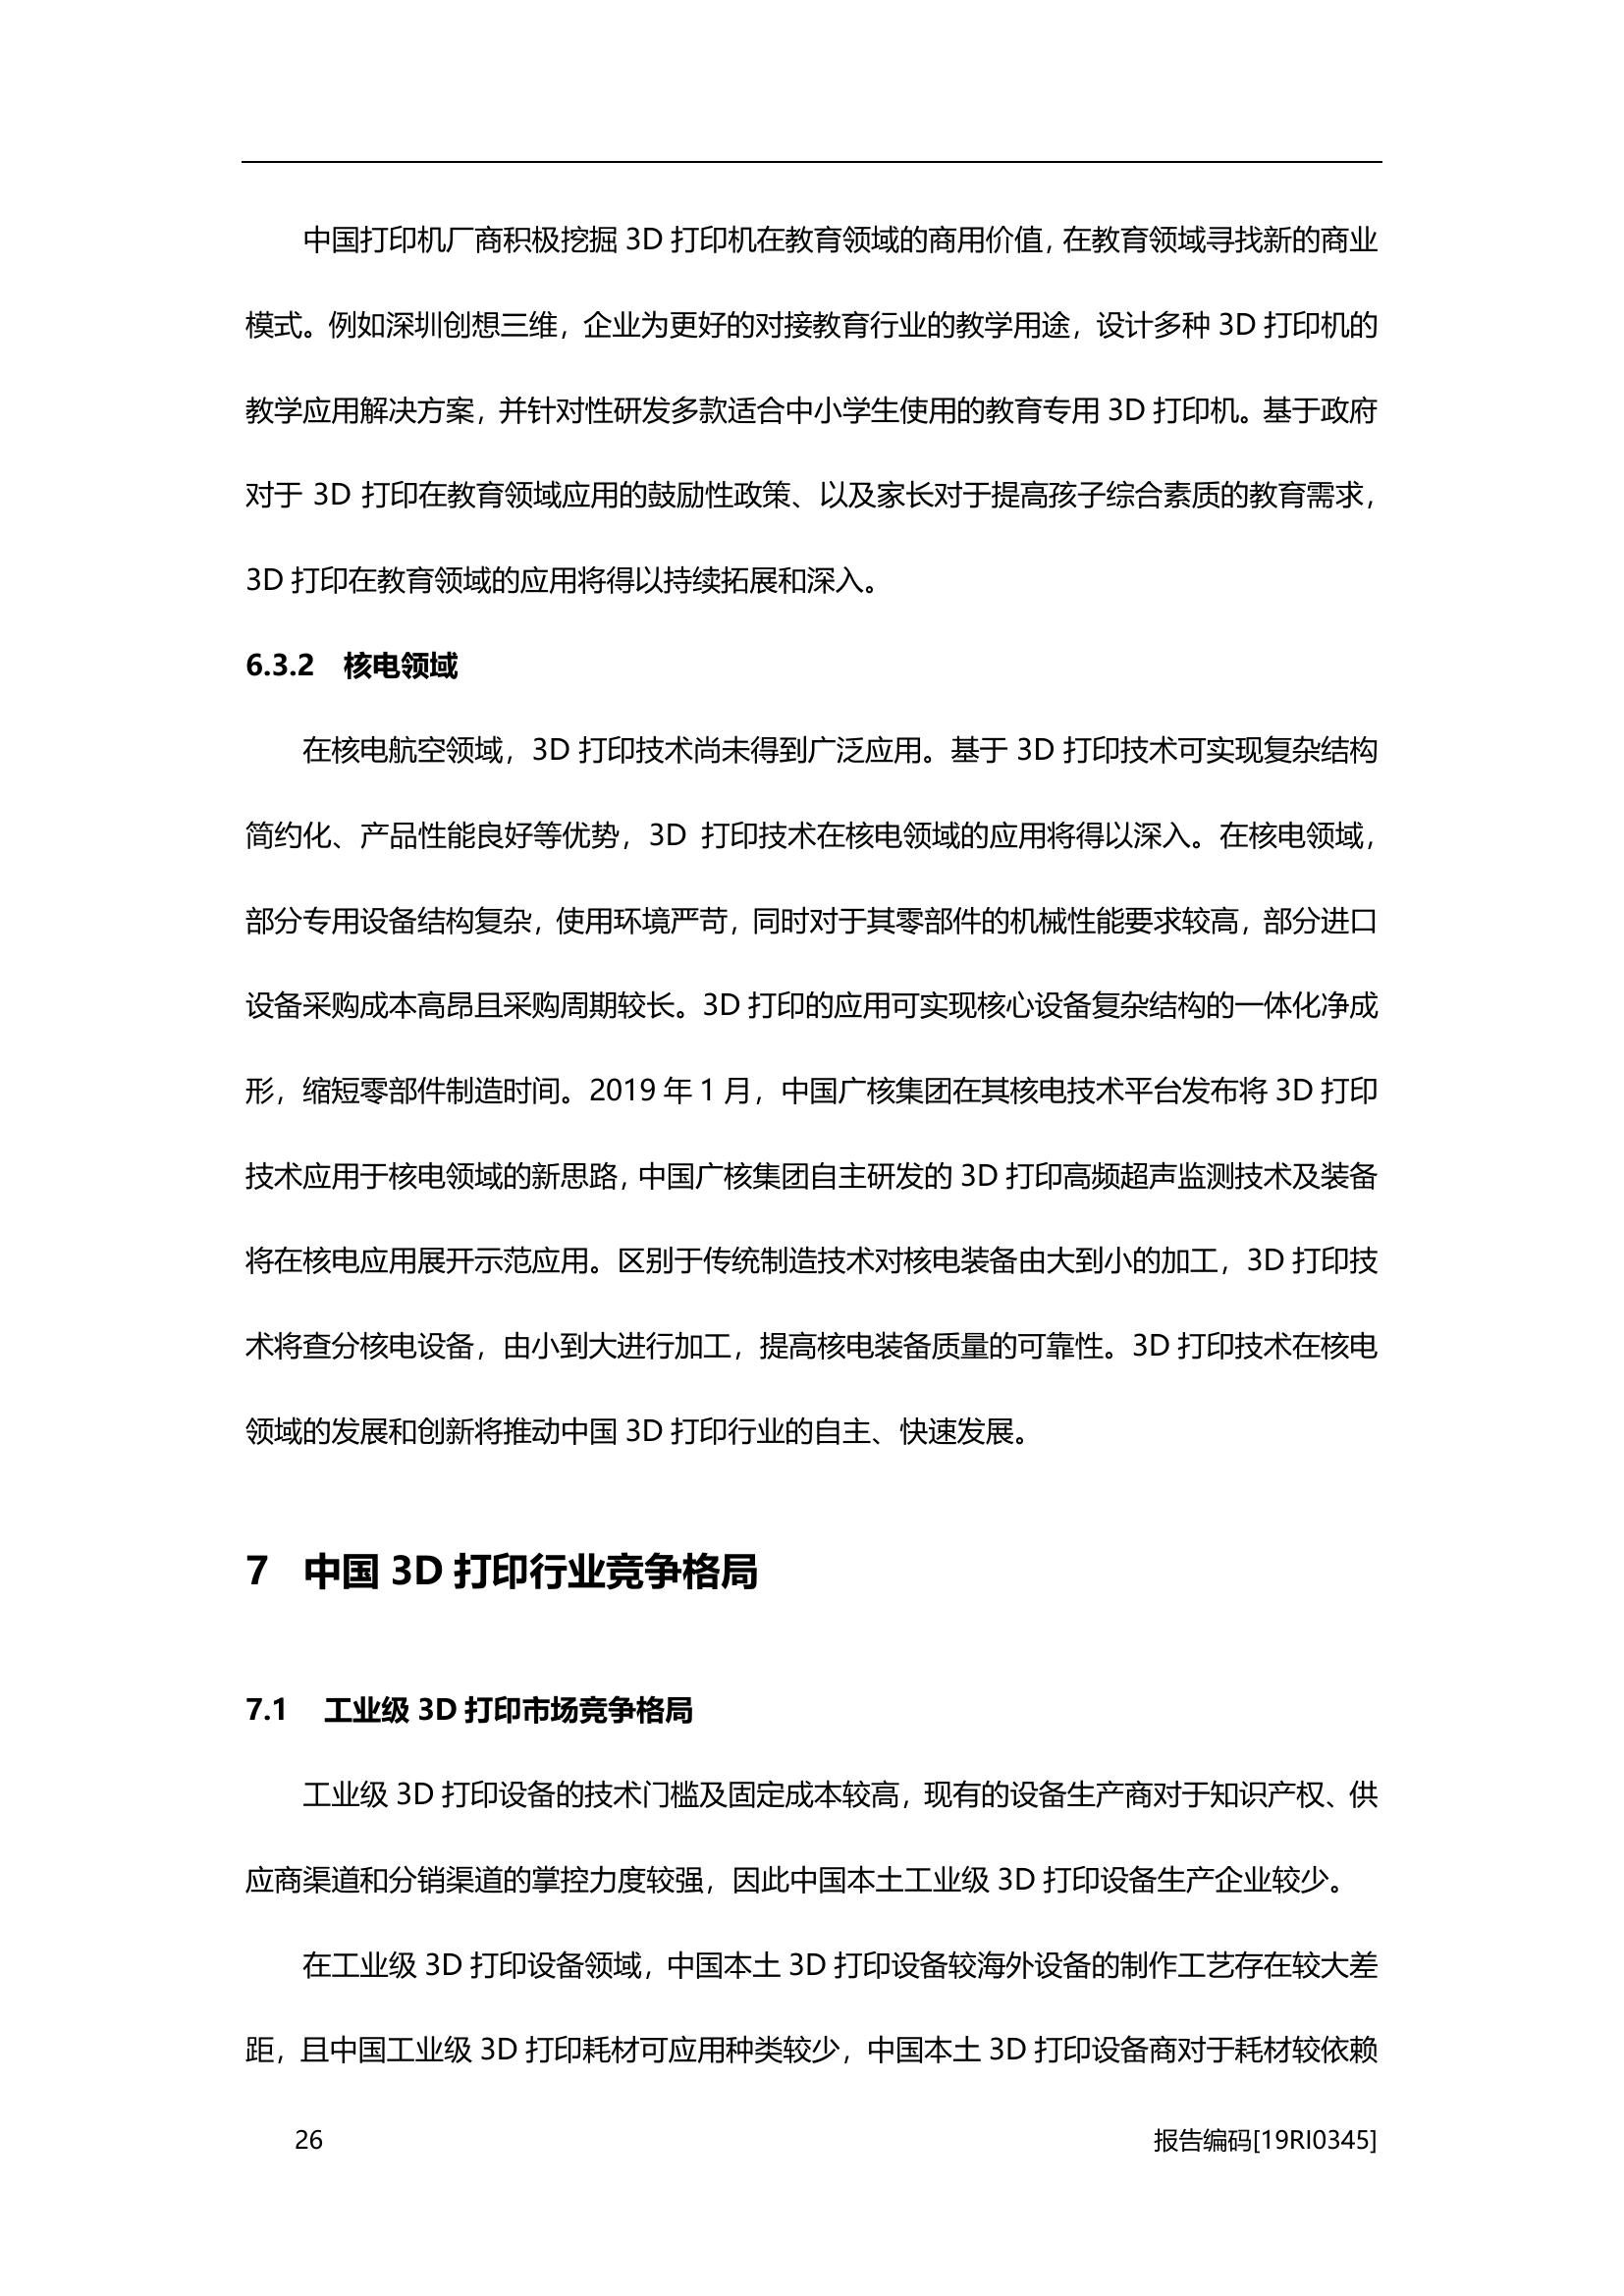 中国打印机厂商积极挖掘 3D 打印机在教育领域的商用价值，在教育领域寻找新的商业
模式。例如深圳创想三维，企业为更好的对接教育行业的教学用途，设计多种 3D 打印机的
教学应用解决方案，并针对性研发多款适合中小学生使用的教育专用 3D 打印机。基于政府
对于 3D 打印在教育领域应用的鼓励性政策、以及家长对于提高孩子综合素质的教育需求，
3D 打印在教育领域的应用将得以持续拓展和深入。
6.3.2 核电领域
在核电航空领域，3D 打印技术尚未得到广泛应用。基于 3D 打印技术可实现复杂结构
简约化、产品性能良好等优势，3D 打印技术在核电领域的应用将得以深入。在核电领域，
部分专用设备结构复杂，使用环境严苛，同时对于其零部件的机械性能要求较高，部分进口
设备采购成本高昂且采购周期较长。3D 打印的应用可实现核心设备复杂结构的一体化净成
形，缩短零部件制造时间。2019 年 1 月，中国广核集团在其核电技术平台发布将 3D 打印
技术应用于核电领域的新思路，中国广核集团自主研发的 3D 打印高频超声监测技术及装备
将在核电应用展开示范应用。区别于传统制造技术对核电装备由大到小的加工，3D 打印技
术将查分核电设备，由小到大进行加工，提高核电装备质量的可靠性。3D 打印技术在核电
领域的发展和创新将推动中国 3D 打印行业的自主、快速发展。
7 中国 3D 打印行业竞争格局
7.1 工业级 3D 打印市场竞争格局
工业级 3D 打印设备的技术门槛及固定成本较高，现有的设备生产商对于知识产权、供
应商渠道和分销渠道的掌控力度较强，因此中国本土工业级 3D 打印设备生产企业较少。
在工业级 3D 打印设备领域，中国本土 3D 打印设备较海外设备的制作工艺存在较大差
距，且中国工业级 3D 打印耗材可应用种类较少，中国本土 3D 打印设备商对于耗材较依赖
26 报告编码[19RI0345]